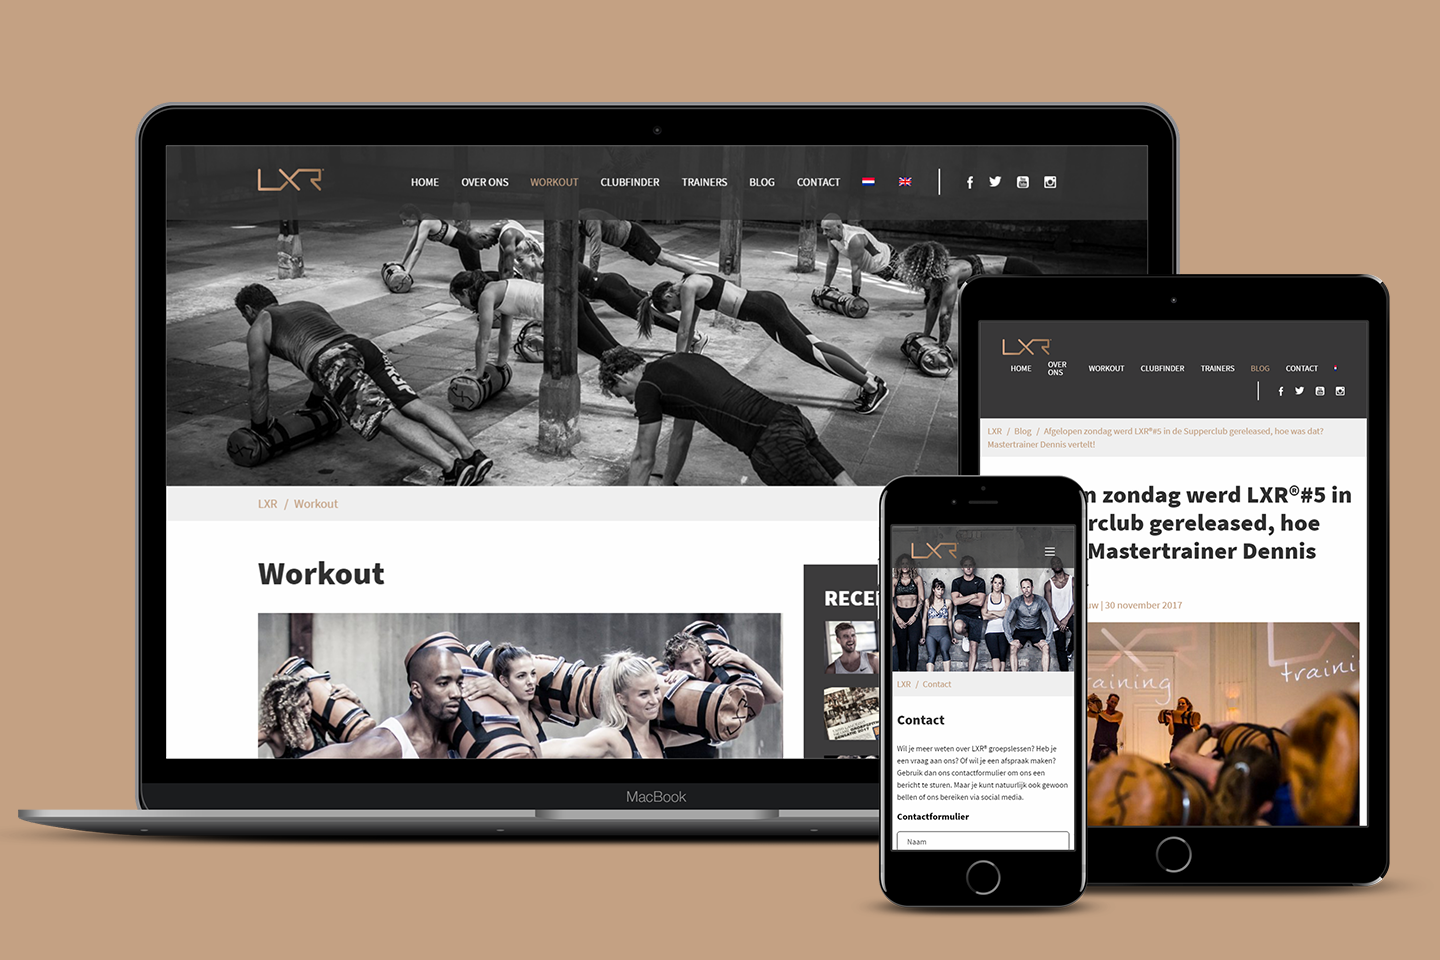 LXR
HOME OVER ONS WORKOUT CLUBFINDER TRAINERS BLOG CONTACT
LXR / Workout
Workout
RECE
MacBook
LXR
HOME OVER ONS WORKOUT CLUBFINDER TRAINERS BLOG CONTACT
LXR / Blog / Afgelopen zondag werd LXR®#5 in de Supperclub gereleased, hoe was dat?
Mastertrainer Dennis vertelt!
n zondag werd LXR®#5 in
rclub gereleased, hoe
Mastertrainer Dennis
uw | 30 november 2017
training
LXR
LXR / Contact
Contact
Wil je meer weten over LXR® groepslessen? Heb je
een vraag aan ons? Of wil je een afspraak maken?
Gebruik dan ons contactformulier om ons een
bericht te sturen. Maar je kunt natuurlijk ook gewoon
bellen of ons bereiken via social media.
Contactformulier
Naam